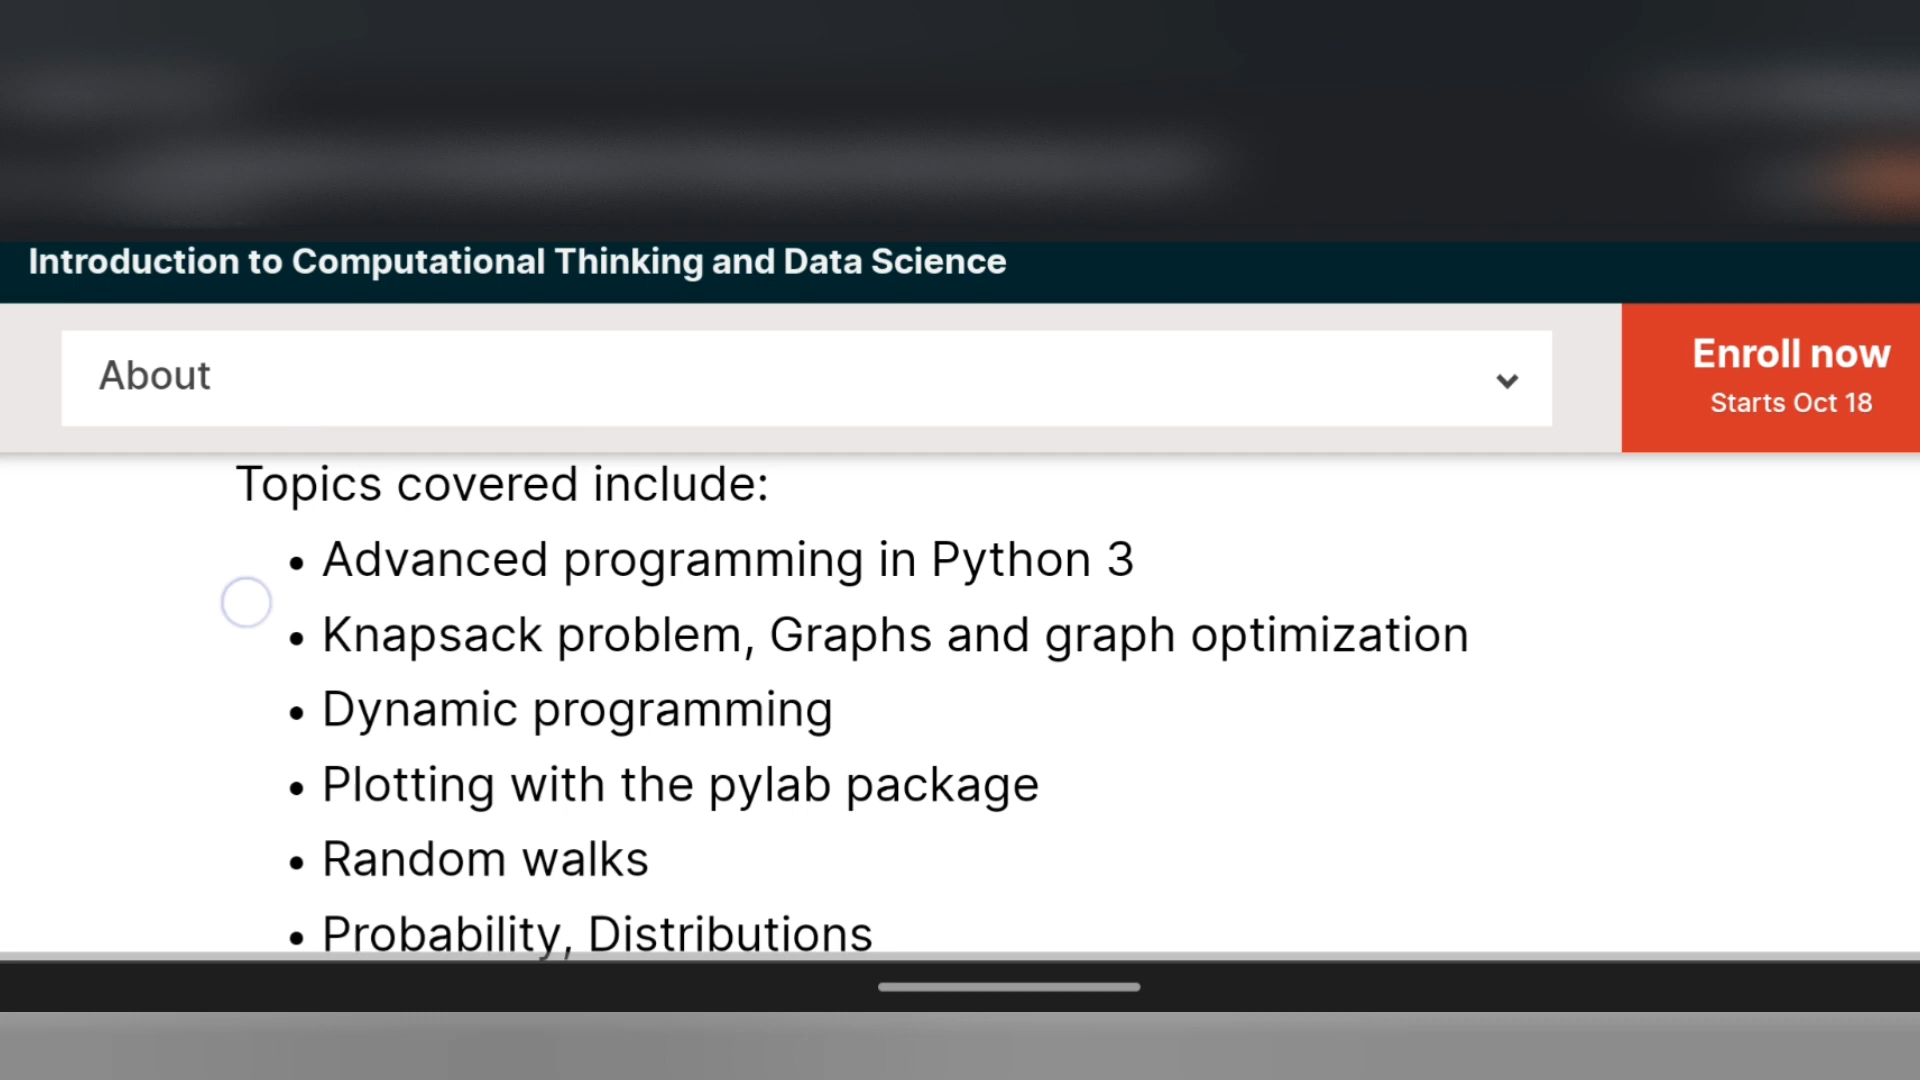 Introduction to Computational Thinking and Data Science
About
Enroll now
Starts Oct 18
Topics covered include:
• Advanced programming in Python 3
• Knapsack problem, Graphs and graph optimization
• Dynamic programming
• Plotting with the pylab package
• Random walks
• Probability, Distributions